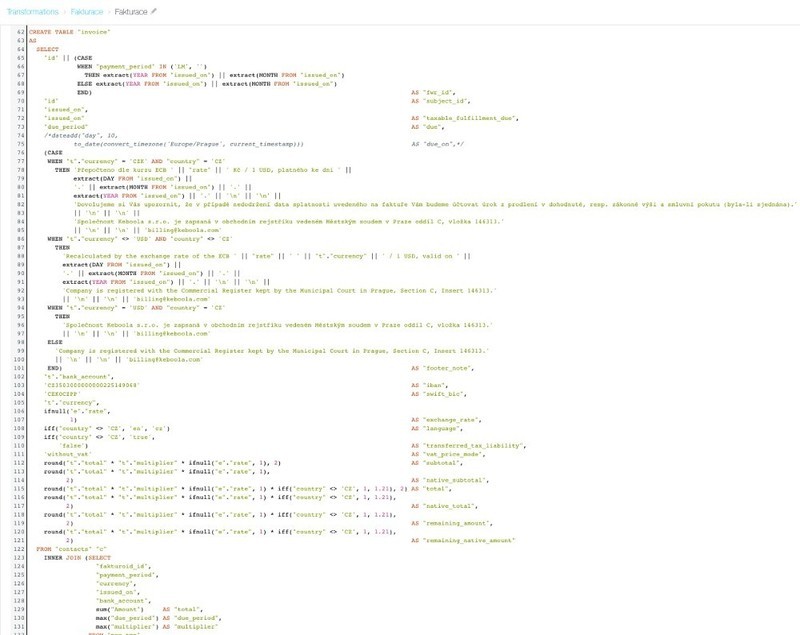 Transformations › Fakturace › Fakturace
62 CREATE TABLE "invoice"
63 AS
64 SELECT
65 "id" || (CASE
66 WHEN "payment_period" IN ('1M', '')
67 THEN extract(YEAR FROM "issued_on") || extract(MONTH FROM "issued_on")
68 ELSE extract(YEAR FROM "issued_on") || extract(MONTH FROM "issued_on")
69 END) AS "fwr_id",
70 "id" AS "subject_id",
71 "issued_on",
72 "issued_on" AS "taxable_fulfillment_due",
73 "due_period" AS "due",
74 /*dateadd("day", 10,
75 to_date(convert_timezone('Europe/Prague', current_timestamp))) AS "due_on",*/
76 (CASE
77 WHEN "t"."currency" = 'CZK' AND "country" = 'CZ'
78 THEN 'Přepočteno dle kurzu ECB ' || "rate" || ' Kč / 1 USD, platného ke dni ' ||
79 extract(DAY FROM "issued_on") ||
80 '.' || extract(MONTH FROM "issued_on") || '.' ||
81 extract(YEAR FROM "issued_on") || '.' || '\n' || '\n' ||
82 'Dovolujeme si Vás upozornit, že v případě nedodržení data splatnosti uvedeného na faktuře Vám budeme účtovat úrok z prodlení v dohodnuté, resp. zákonné výši a smluvní pokutu (byla-li sjednána).'
83 || '\n' || '\n' ||
84 'Společnost Keboola s.r.o. je zapsaná v obchodním rejstříku vedeném Městským soudem v Praze oddíl C, vložka 146313.'
85 || '\n' || '\n' || 'billing@keboola.com'
86 WHEN "t"."currency" <> 'USD' AND "country" <> 'CZ'
87 THEN
88 'Recalculated by the exchange rate of the ECB ' || "rate" || ' ' || "t"."currency" || ' / 1 USD, valid on ' ||
89 extract(DAY FROM "issued_on") ||
90 '.' || extract(MONTH FROM "issued_on") || '.' ||
91 extract(YEAR FROM "issued_on") || '.' || '\n' || '\n' ||
92 'Company is registered with the Commercial Register kept by the Municipal Court in Prague, Section C, Insert 146313.'
93 || '\n' || '\n' || 'billing@keboola.com'
94 WHEN "t"."currency" = 'USD' AND "country" = 'CZ'
95 THEN
96 'Společnost Keboola s.r.o. je zapsaná v obchodním rejstříku vedeném Městským soudem v Praze oddíl C, vložka 146313.'
97 || '\n' || '\n' || 'billing@keboola.com'
98 ELSE
99 'Company is registered with the Commercial Register kept by the Municipal Court in Prague, Section C, Insert 146313.'
100 || '\n' || '\n' || 'billing@keboola.com'
101 END) AS "footer_note",
102 "t"."bank_account",
103 AS "iban",
104 AS "swift_bic",
105 "t"."currency",
106 ifnull("e"."rate",
107 1) AS "exchange_rate",
108 iff("country" <> 'CZ', 'en', 'cz') AS "language",
109 iff("country" <> 'CZ', 'true',
110 'false') AS "transferred_tax_liability",
111 'without_vat' AS "vat_price_mode",
112 round("t"."total" * "t"."multiplier" * ifnull("e"."rate", 1), 2) AS "subtotal",
113 round("t"."total" * "t"."multiplier" * ifnull("e"."rate", 1),
114 2) AS "native_subtotal",
115 round("t"."total" * "t"."multiplier" * ifnull("e"."rate", 1) * iff("country" <> 'CZ', 1, 1.21), 2) AS "total",
116 round("t"."total" * "t"."multiplier" * ifnull("e"."rate", 1) * iff("country" <> 'CZ', 1, 1.21),
117 2) AS "native_total",
118 round("t"."total" * "t"."multiplier" * ifnull("e"."rate", 1) * iff("country" <> 'CZ', 1, 1.21),
119 2) AS "remaining_amount",
120 round("t"."total" * "t"."multiplier" * ifnull("e"."rate", 1) * iff("country" <> 'CZ', 1, 1.21),
121 2) AS "remaining_native_amount"
122 FROM "contacts" "c"
123 INNER JOIN (SELECT
124 "fakturoid_id",
125 "payment_period",
126 "currency",
127 "issued_on",
128 "bank_account",
129 sum("Amount") AS "total",
130 max("due_period") AS "due_period",
131 max("multiplier") AS "multiplier"